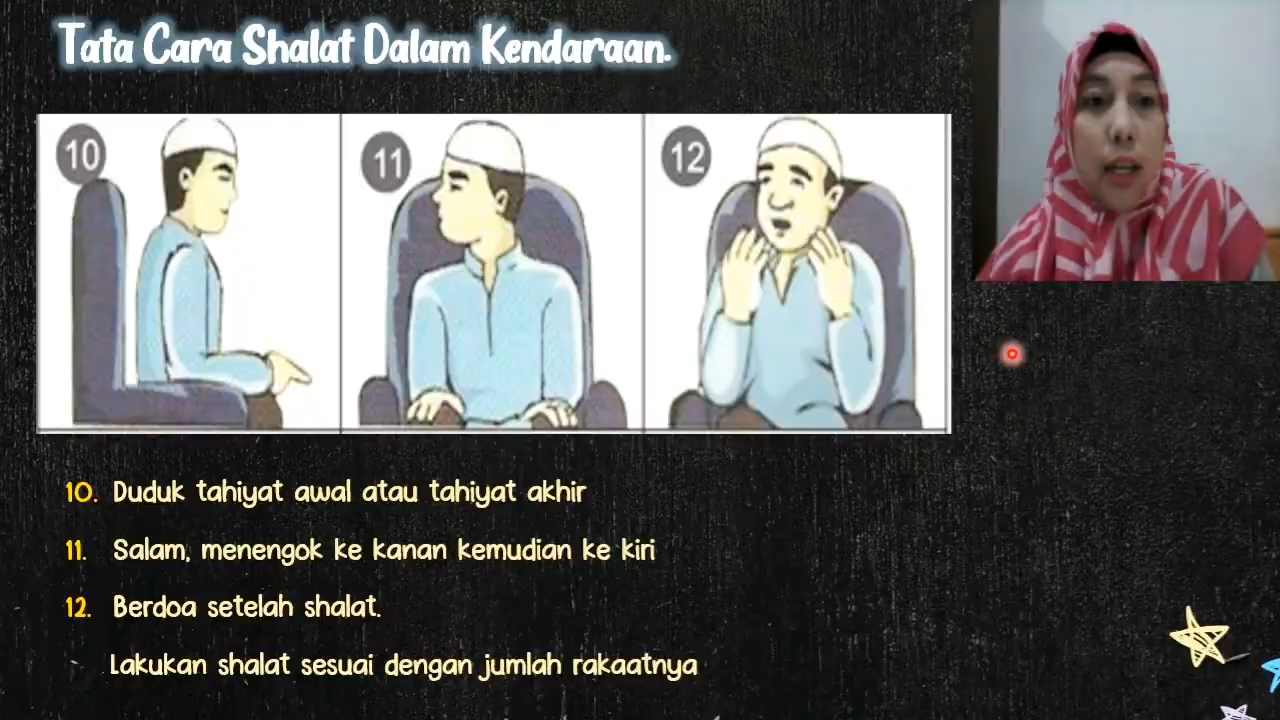 Tata Cara Shalat Dalam Kendaraan.
10
11
12
10. Duduk tahiyat awal atau tahiyat akhir
11. Salam, menengok ke kanan kemudian ke kiri
12. Berdoa setelah shalat.
Lakukan shalat sesuai dengan jumlah rakaatnya